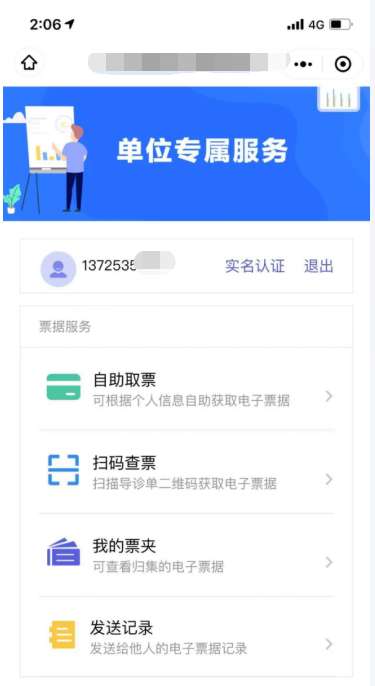 2:06
4G
单位专属服务
1372535
实名认证
退出
票据服务
自助取票
可根据个人信息自助获取电子票据
扫码查票
扫描导诊单二维码获取电子票据
我的票夹
可查看归集的电子票据
发送记录
发送给他人的电子票据记录